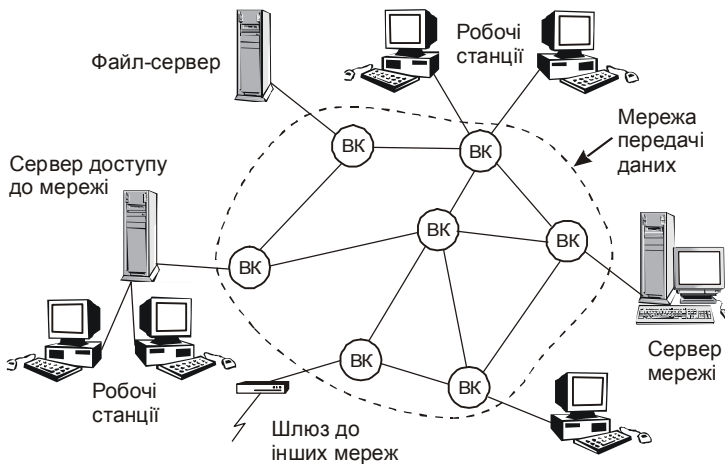 Робочі
станції
Файл-сервер
Мережа
передачі
даних
ВК
ВК
Сервер доступу
до мережі
ВК
ВК
ВК
Сервер
мережі
ВК
ВК
Робочі
станції
Шлюз до
інших мереж